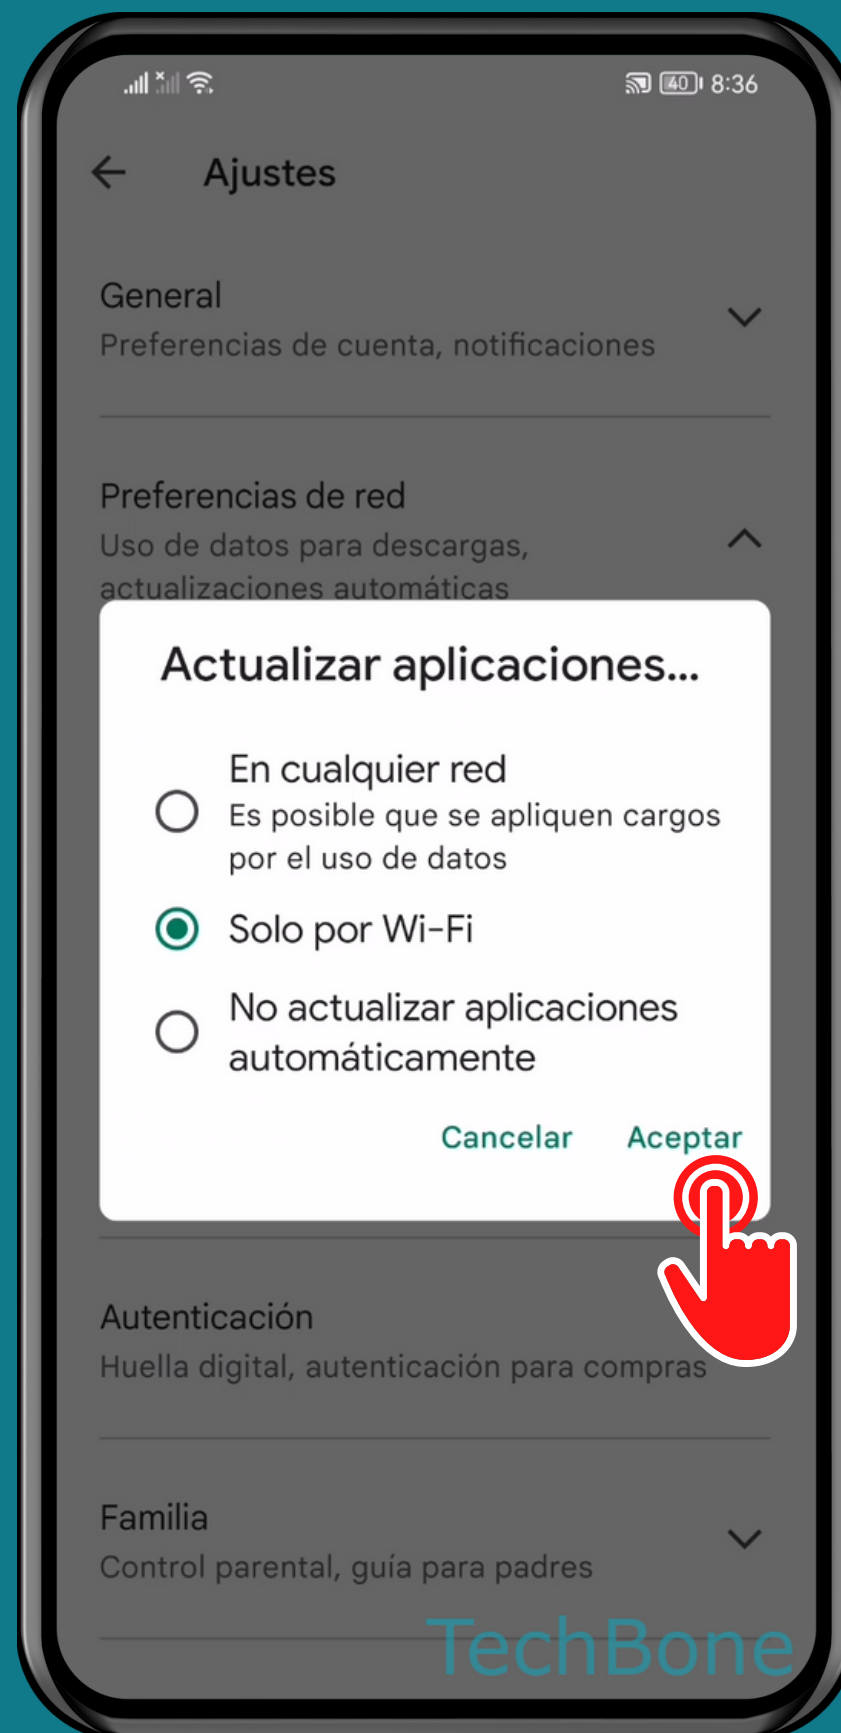 40 8:36
Ajustes
General
Preferencias de cuenta, notificaciones
Preferencias de red
Uso de datos para descargas,
actualizaciones automáticas
Actualizar aplicaciones...
En cualquier red
Es posible que se apliquen cargos
por el uso de datos
Solo por Wi-Fi
No actualizar aplicaciones
automáticamente
Cancelar Aceptar
Autenticación
Huella digital, autenticación para compras
Familia
Control parental, guía para padres
TechBone